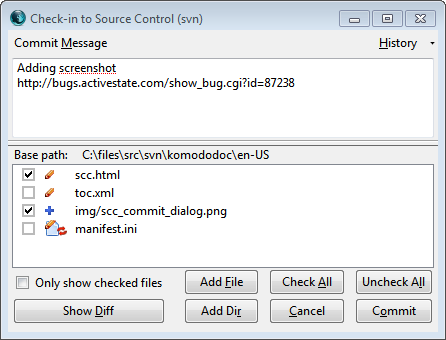 Check-in to Source Control (svn)
Commit Message History
Adding screenshot
http://bugs.activestate.com/show_bug.cgi?id=87238
Base path: C:\files\src\svn\komododoc\en-US
scc.html
toc.xml
img/scc_commit_dialog.png
manifest.ini
Only show checked files Add File Check All Uncheck All
Show Diff Add Dir Cancel Commit